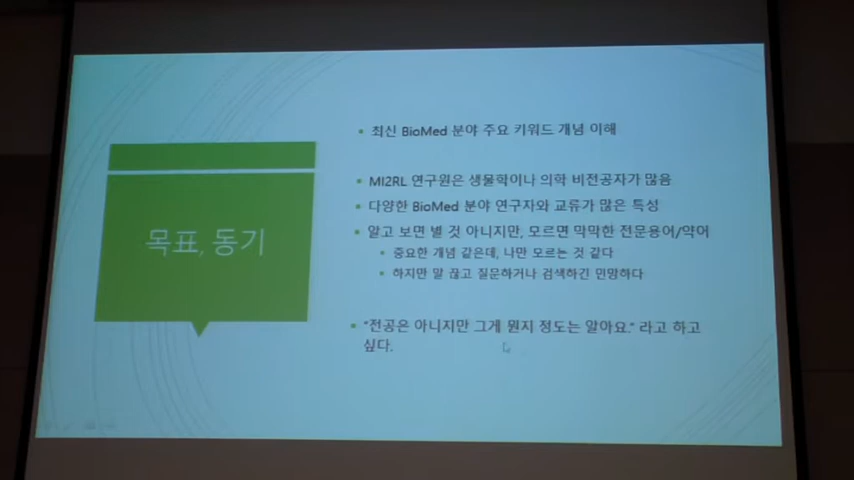 목표, 동기
최신 BioMed 분야 주요 키워드 개념 이해
MI2RL 연구원은 생물학이나 의학 비전공자가 많음
다양한 BioMed 분야 연구자와 교류가 많은 특성
알고 보면 별 것 아니지만, 모르면 막막한 전문용어/약어
중요한 개념 같은데, 나만 모르는 것 같다
하지만 말 끊고 질문하거나 검색하긴 민망하다
"전공은 아니지만 그게 뭔지 정도는 알아요." 라고 하고
싶다.